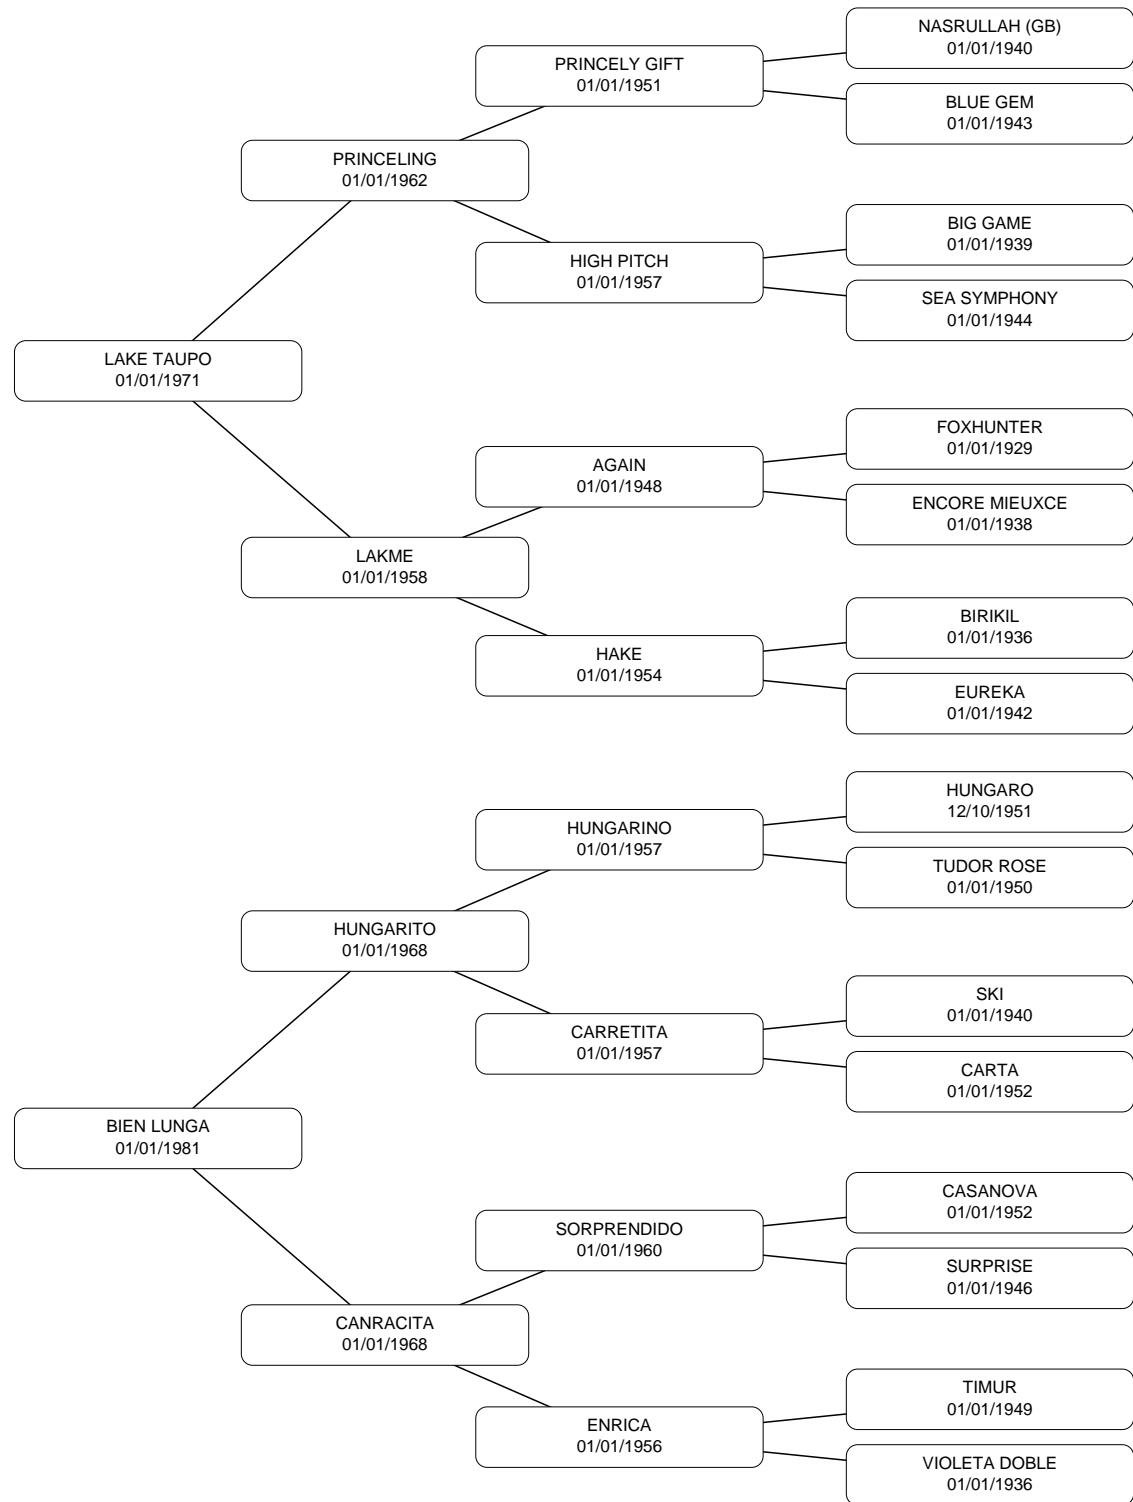 NASRULLAH (GB)
01/01/1940
PRINCELY GIFT
01/01/1951
BLUE GEM
01/01/1943
PRINCELING
01/01/1962
BIG GAME
01/01/1939
HIGH PITCH
01/01/1957
SEA SYMPHONY
01/01/1944
LAKE TAUPO
01/01/1971
FOXHUNTER
01/01/1929
AGAIN
01/01/1948
ENCORE MIEUXCE
01/01/1938
LAKME
01/01/1958
BIRIKIL
01/01/1936
HAKE
01/01/1954
EUREKA
01/01/1942
HUNGARO
12/10/1951
HUNGARINO
01/01/1957
TUDOR ROSE
01/01/1950
HUNGARITO
01/01/1968
SKI
01/01/1940
CARRETITA
01/01/1957
CARTA
01/01/1952
BIEN LUNGA
01/01/1981
CASANOVA
01/01/1952
SORPRENDIDO
01/01/1960
SURPRISE
01/01/1946
CANRACITA
01/01/1968
TIMUR
01/01/1949
ENRICA
01/01/1956
VIOLETA DOBLE
01/01/1936